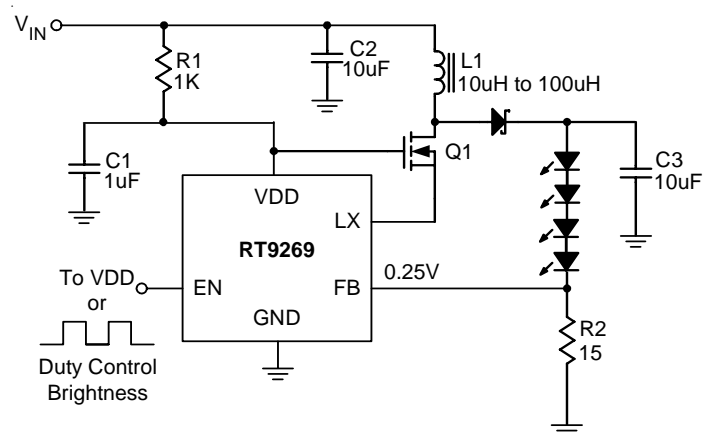 VIN
R1
1K
C2
10uF
L1
10uH to 100uH
Q1
C1
1uF
C3
10uF
VDD
LX
RT9269
To VDD
or
EN
FB
0.25V
GND
Duty Control
Brightness
R2
15